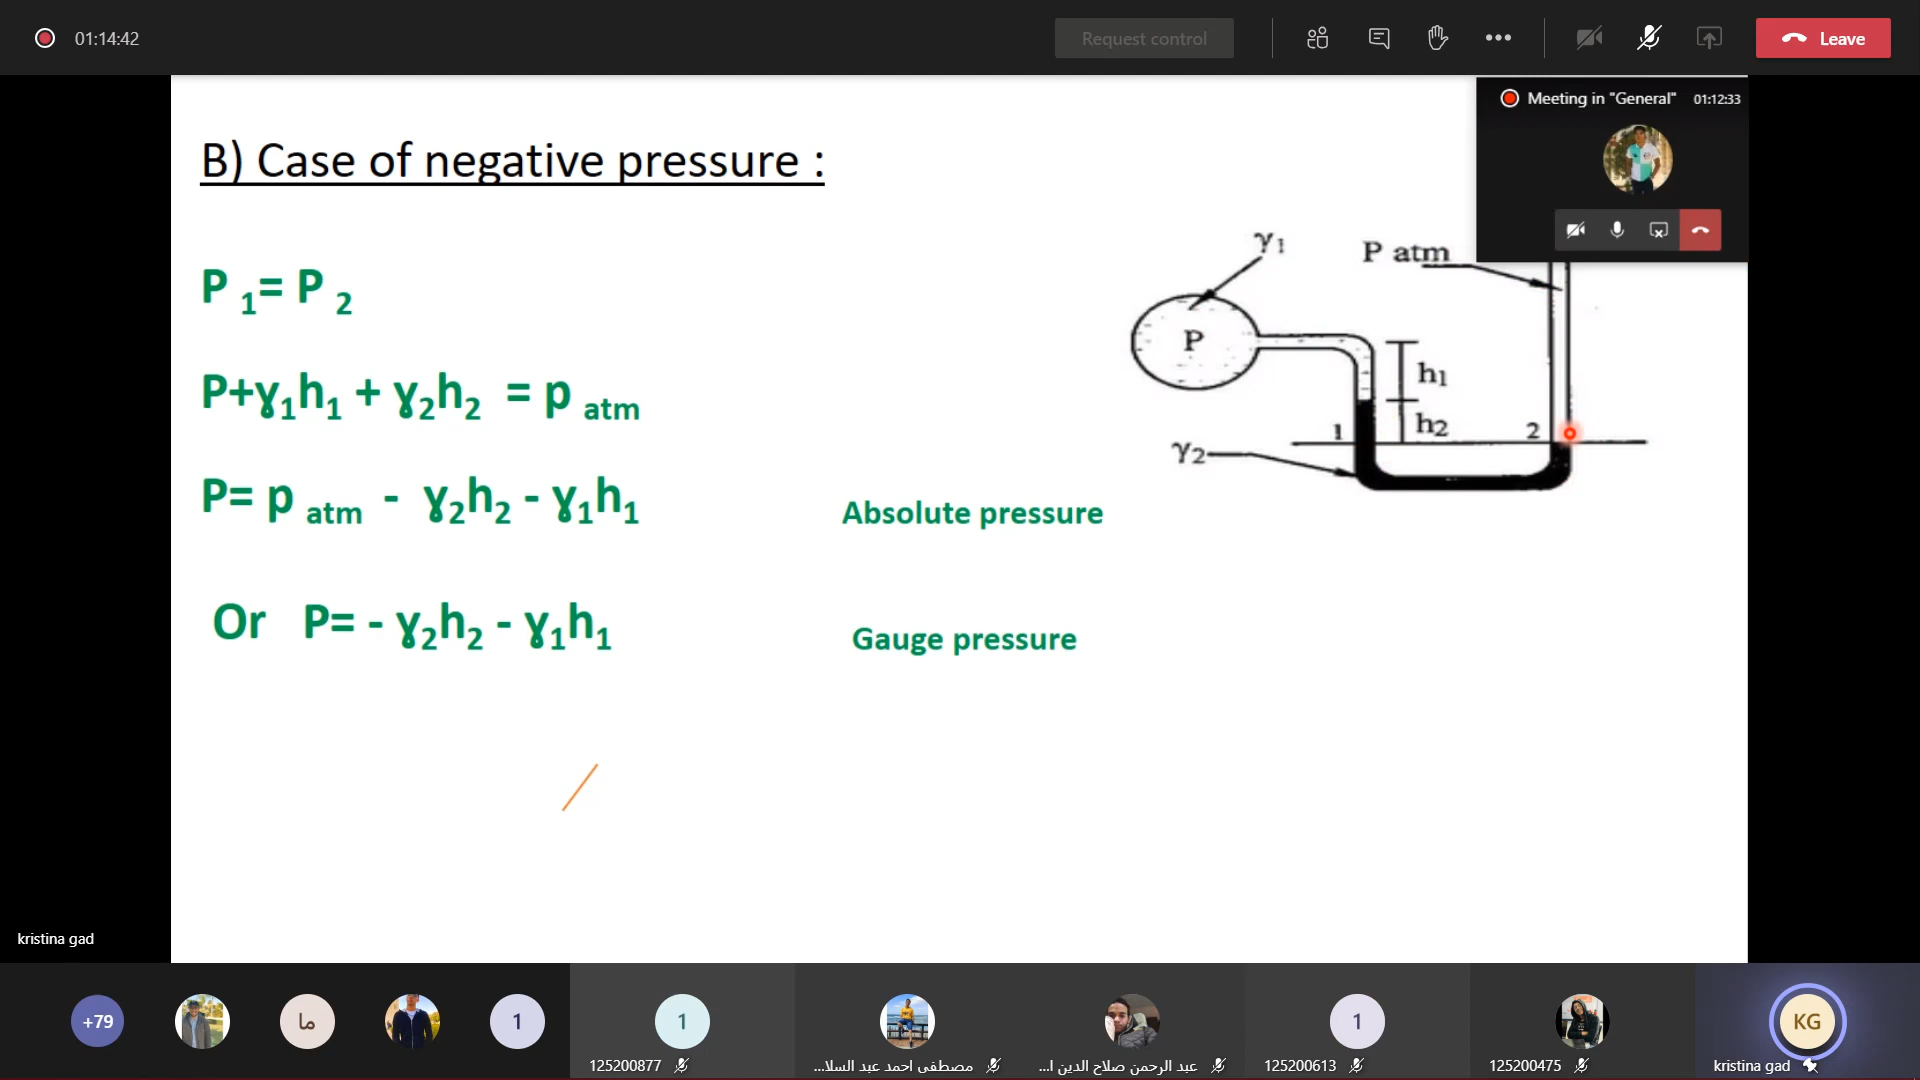 01:14:42
Request control
Leave
Meeting in "General" 01:12:33
B) Case of negative pressure :
P 1 = P 2
P+ɣ1h1 + ɣ2h2 = p atm
P= p atm - ɣ2h2 - ɣ1h1 Absolute pressure
Or P= - ɣ2h2 - ɣ1h1 Gauge pressure
γ1
P atm
P
h1
h2
1
2
γ2
kristina gad
+79
ما
1
1
1
KG
125200877
مصطفى احمد عبد السلا...
عبد الرحمن صلاح الدين ا...
125200613
125200475
kristina gad